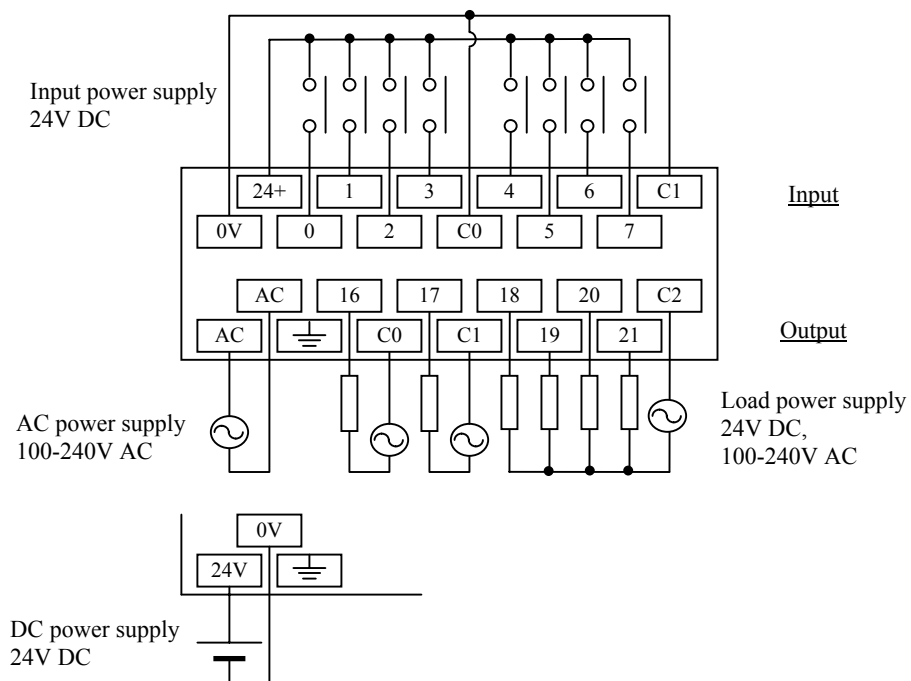 Input power supply
24V DC
24+ 1 3 4 6 C1
Input
0V 0 2 C0 5 7
AC 16 17 18 20 C2
Output
AC C0 C1 19 21
AC power supply
100-240V AC
Load power supply
24V DC,
100-240V AC
0V
24V
DC power supply
24V DC